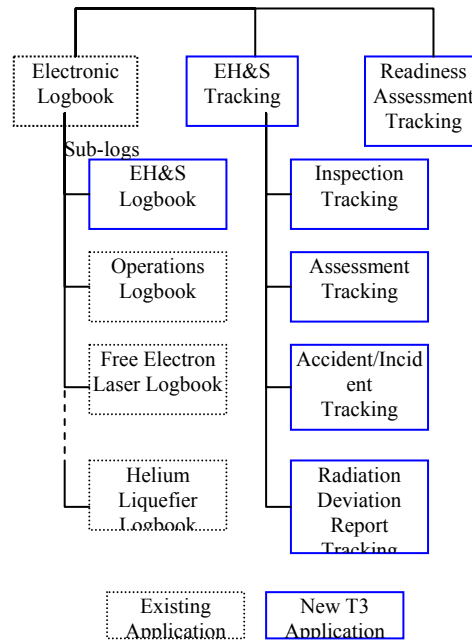 Electronic
Logbook
EH&S
Tracking
Readiness
Assessment
Tracking
Sub-logs
EH&S
Logbook
Inspection
Tracking
Operations
Logbook
Assessment
Tracking
Free Electron
Laser Logbook
Accident/Incid
ent
Tracking
Helium
Liquefier
Logbook
Radiation
Deviation
Report
Tracking
Existing
Application
New T3
Application